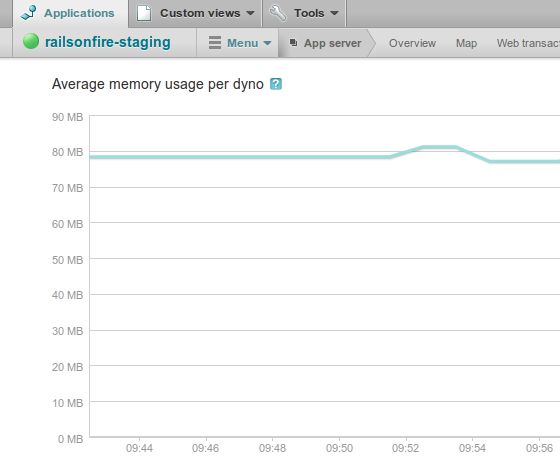 Applications Custom views Tools
railsonfire-staging Menu App server Overview Map Web transac
Average memory usage per dyno ?
90 MB
80 MB
70 MB
60 MB
50 MB
40 MB
30 MB
20 MB
10 MB
0 MB
09:44 09:46 09:48 09:50 09:52 09:54 09:56